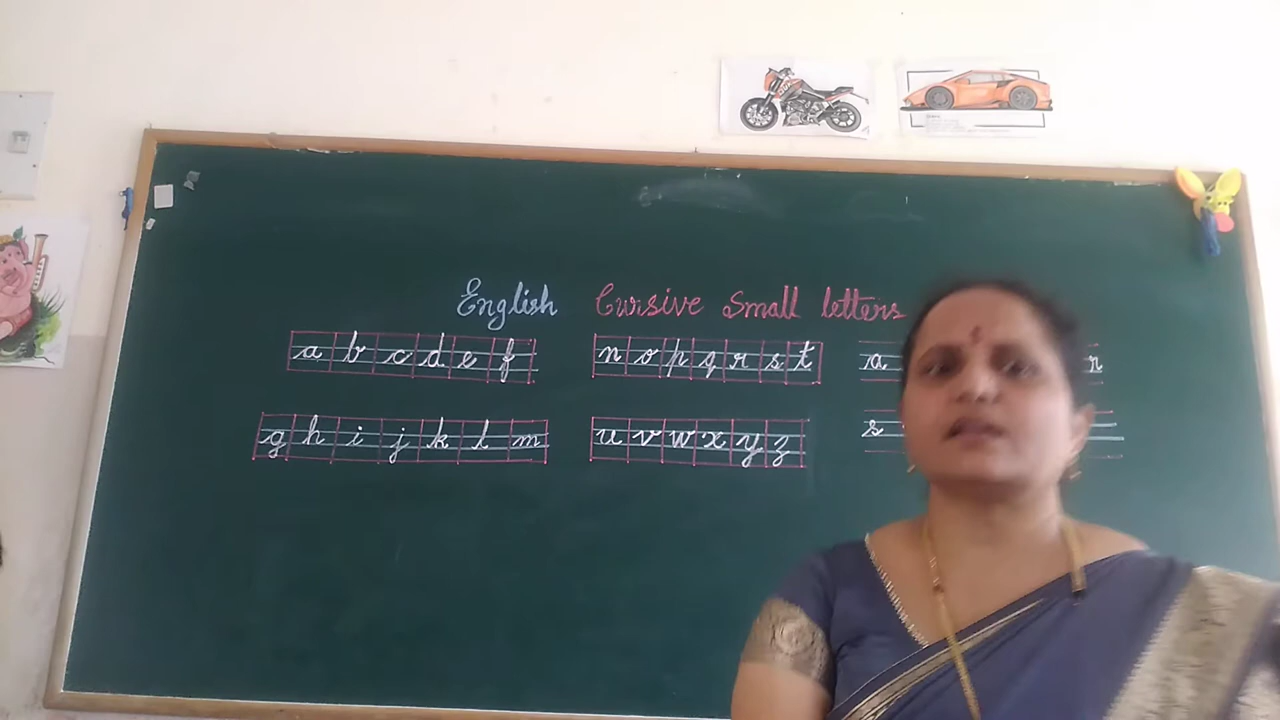 English Cursive Small letters
a b c d e f
g h i j k l m
n o p q r s t
u v w x y z
a r
s